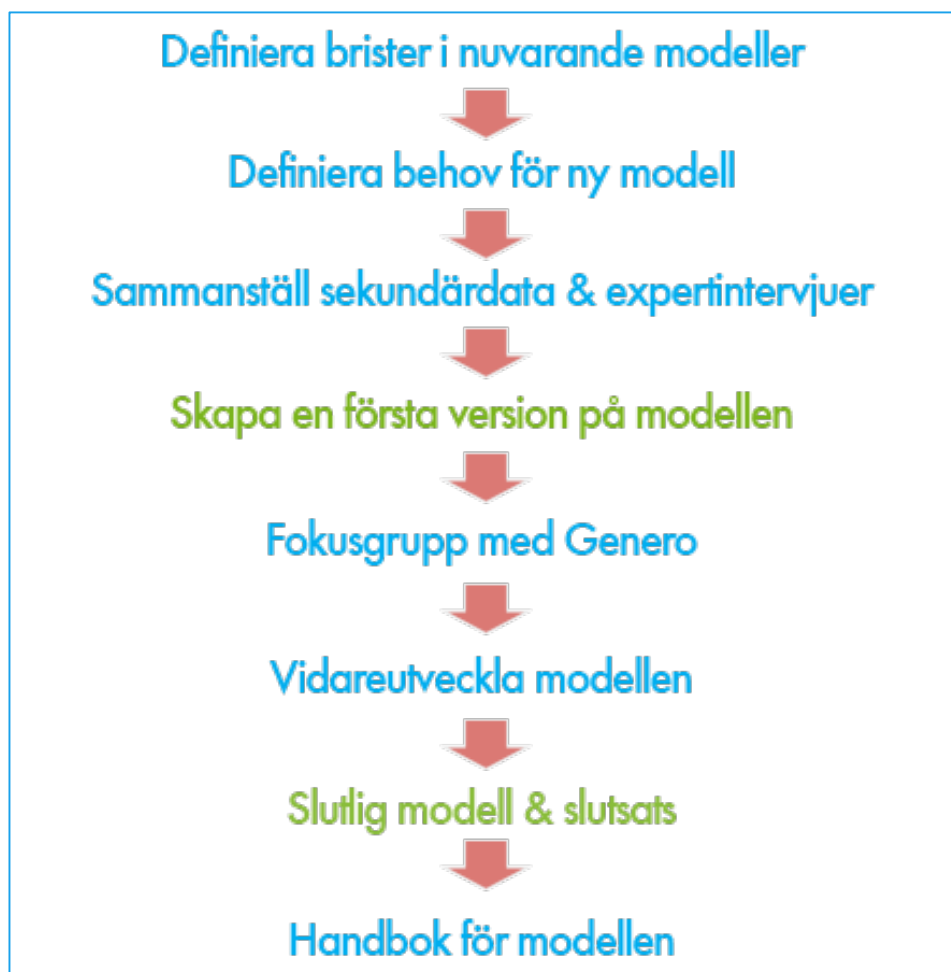 Definiera brister i nuvarande modeller
Definiera behov för ny modell
Sammanställ sekundärdata & expertintervjuer
Skapa en första version på modellen
Fokusgrupp med Genero
Vidareutveckla modellen
Slutlig modell & slutsats
Handbok för modellen